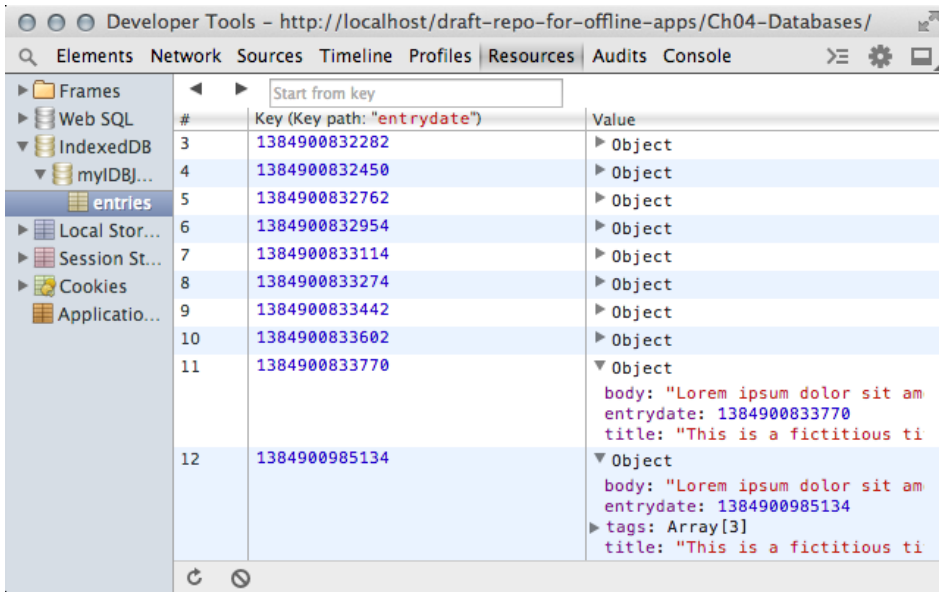 Developer Tools - http://localhost/draft-repo-for-offline-apps/Ch04-Databases/
Elements Network Sources Timeline Profiles Resources Audits Console
Frames
Web SQL
IndexedDB
myIDBJ...
entries
Local Stor...
Session St...
Cookies
Applicatio...
Start from key
# Key (Key path: "entrydate") Value
3 1384900832282 Object
4 1384900832450 Object
5 1384900832762 Object
6 1384900832954 Object
7 1384900833114 Object
8 1384900833274 Object
9 1384900833442 Object
10 1384900833602 Object
11 1384900833770 Object
body: "Lorem ipsum dolor sit am
entrydate: 1384900833770
title: "This is a fictitious ti
12 1384900985134 Object
body: "Lorem ipsum dolor sit am
entrydate: 1384900985134
tags: Array[3]
title: "This is a fictitious ti